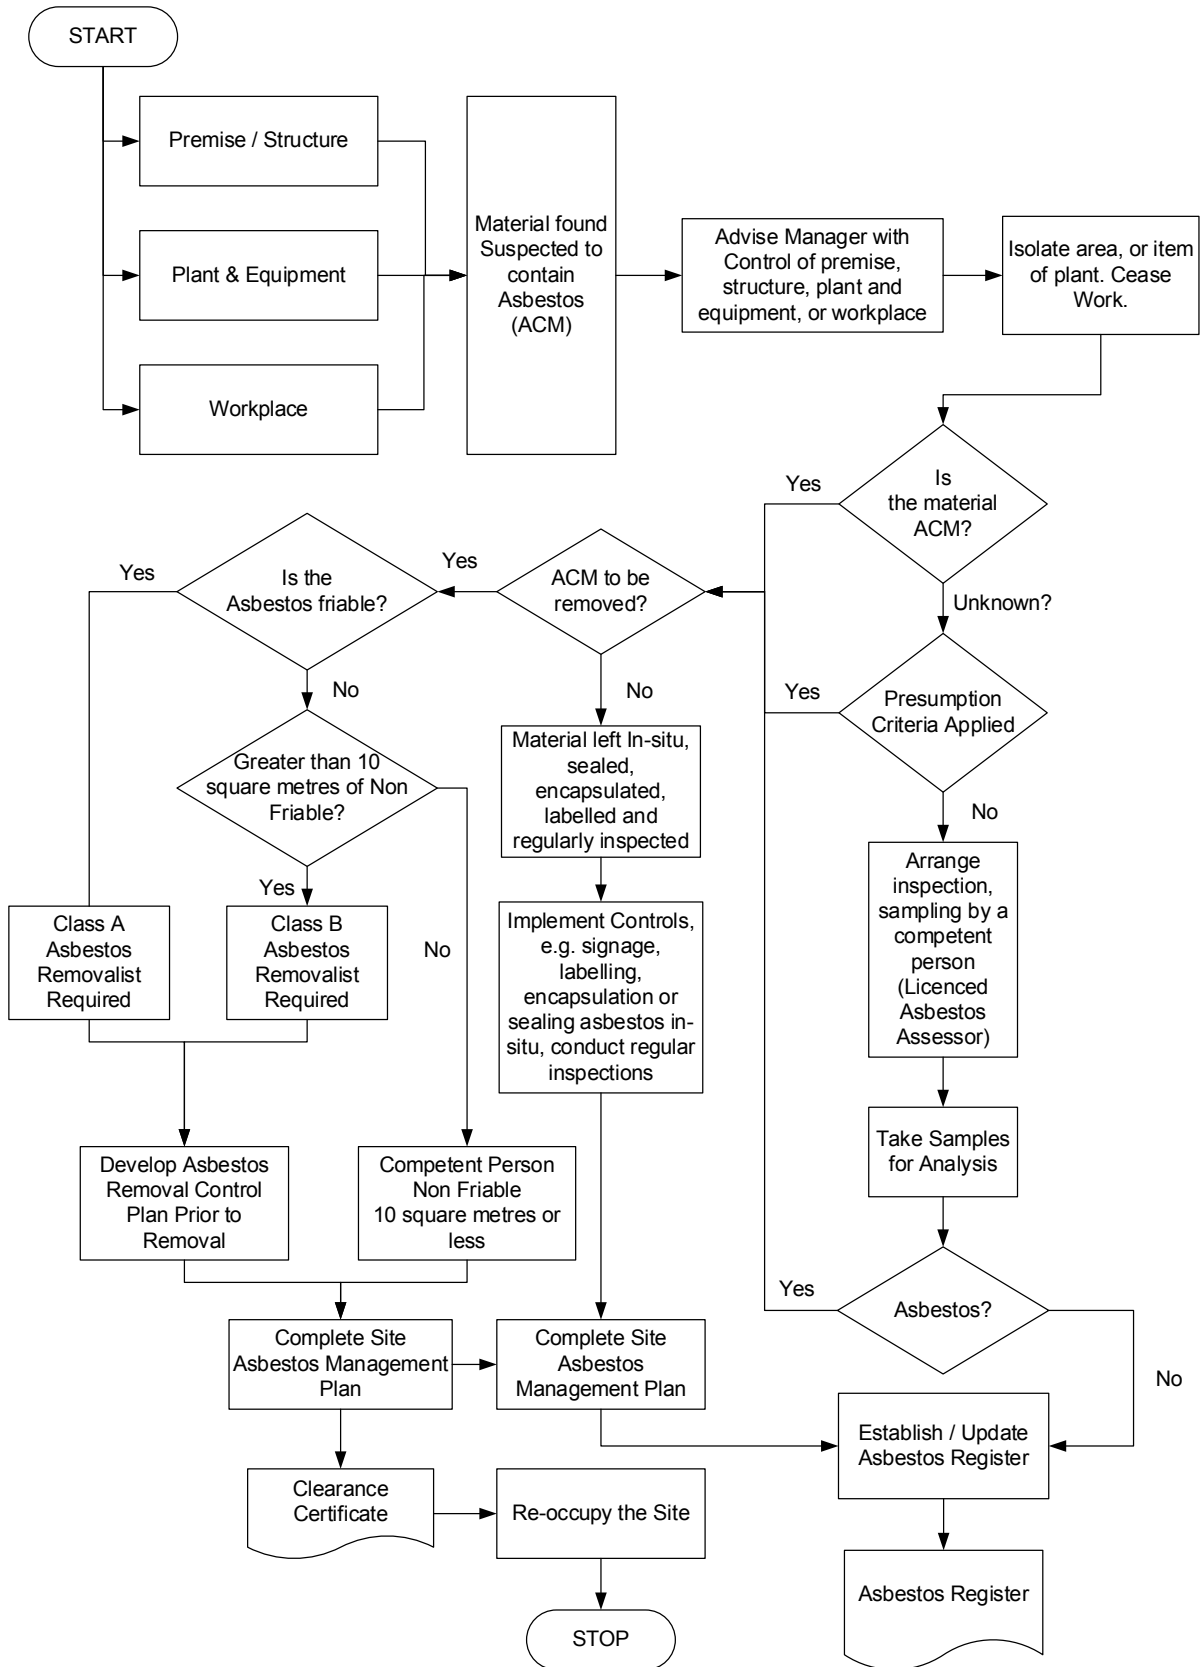 START
Premise / Structure
Plant & Equipment
Workplace
Material found
Suspected to
contain
Asbestos
(ACM)
Advise Manager with
Control of premise,
structure, plant and
equipment, or workplace
Isolate area, or item
of plant. Cease
Work.
Is
the material
ACM?
Yes
Unknown?
Presumption
Criteria Applied
Yes
No
Arrange
inspection,
sampling by a
competent
person
(Licenced
Asbestos
Assessor)
Take Samples
for Analysis
Asbestos?
Yes
No
ACM to be
removed?
Yes
No
Is the
Asbestos friable?
Yes
No
Greater than 10
square metres of Non
Friable?
Yes
No
Class A
Asbestos
Removalist
Required
Class B
Asbestos
Removalist
Required
Material left In-situ,
sealed,
encapsulated,
labelled and
regularly inspected
Implement Controls,
e.g. signage,
labelling,
encapsulation or
sealing asbestos in-
situ, conduct regular
inspections
Develop Asbestos
Removal Control
Plan Prior to
Removal
Competent Person
Non Friable
10 square metres or
less
Complete Site
Asbestos Management
Plan
Complete Site
Asbestos
Management Plan
Establish / Update
Asbestos Register
Clearance
Certificate
Re-occupy the Site
Asbestos Register
STOP